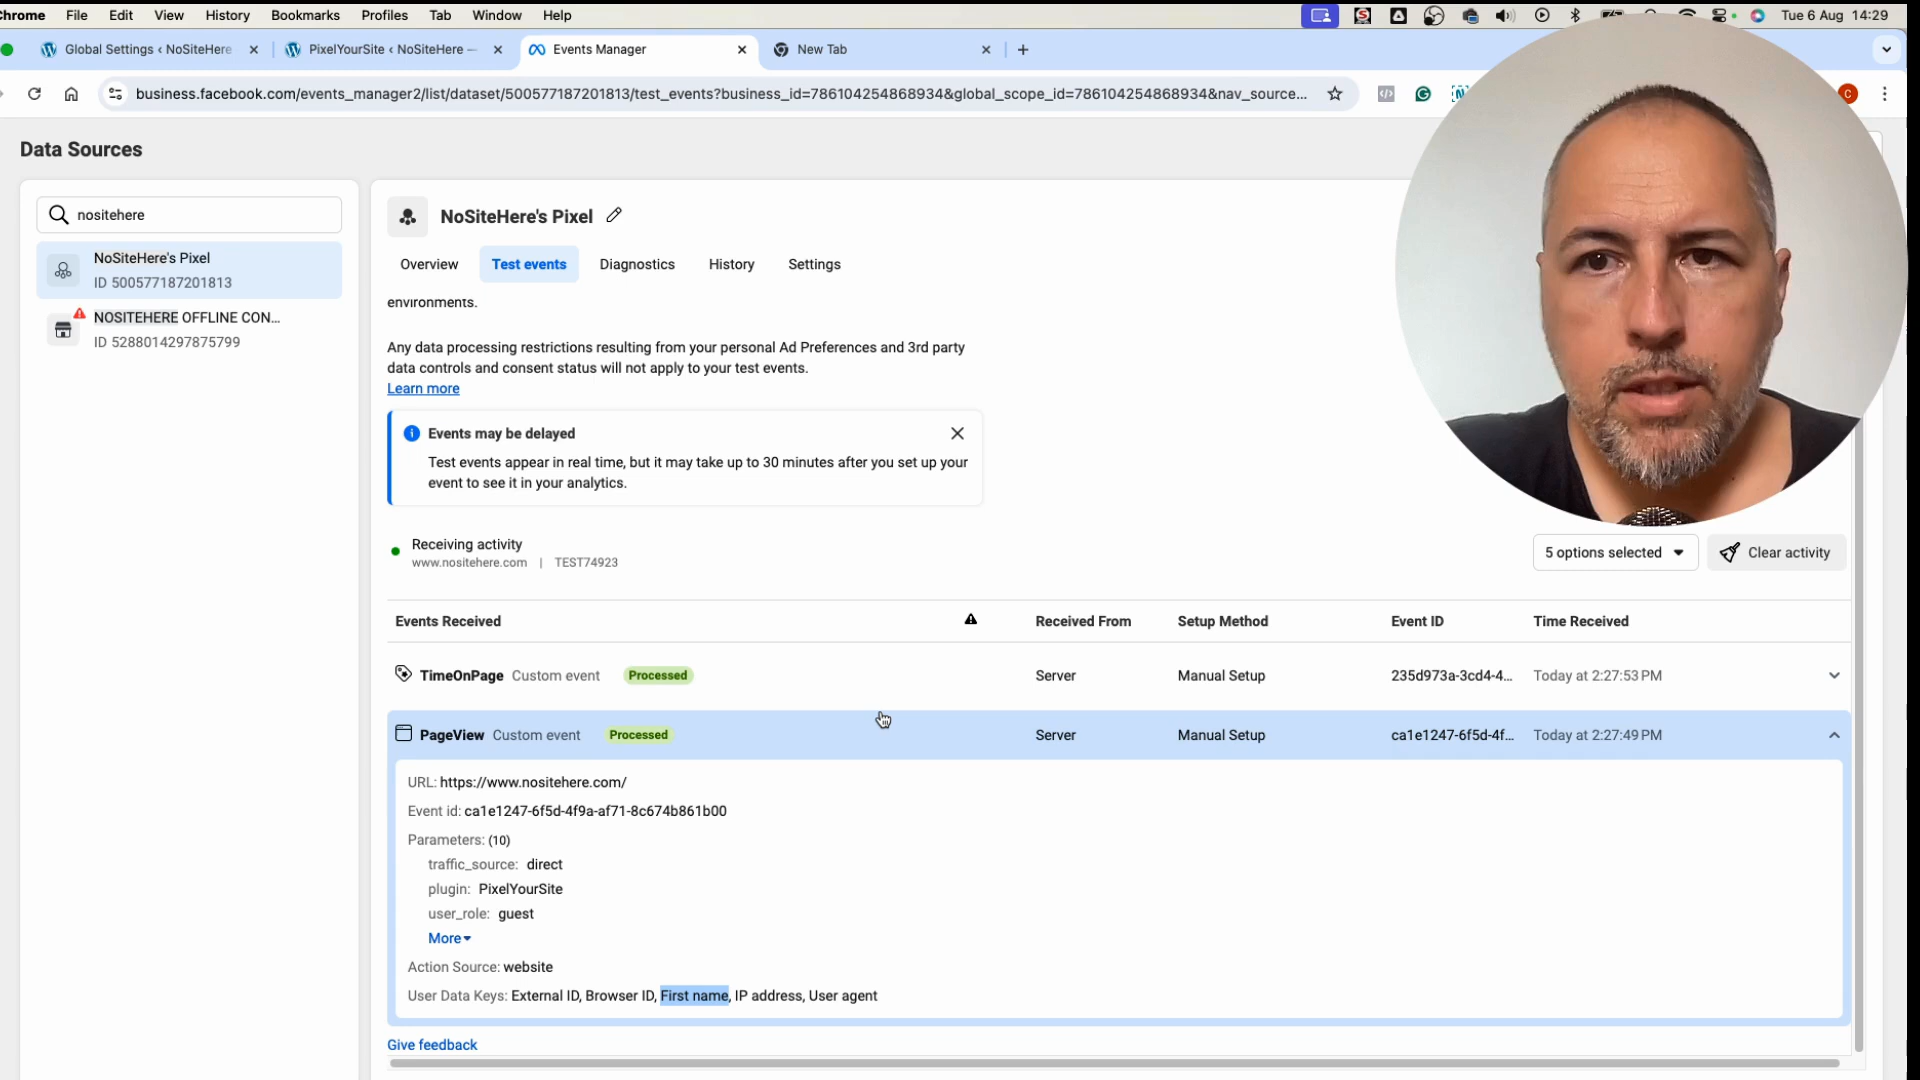 Chrome File Edit View History Bookmarks Profiles Tab Window Help Tue 6 Aug 14:29
Global Settings ‹ NoSiteHere PixelYourSite ‹ NoSiteHere — Events Manager New Tab
business.facebook.com/events_manager2/list/dataset/500577187201813/test_events?business_id=786104254868934&global_scope_id=786104254868934&nav_source... C
Data Sources
nositehere
NoSiteHere's Pixel
ID 500577187201813
NOSITEHERE OFFLINE CON...
ID 5288014297875799
NoSiteHere's Pixel
Overview Test events Diagnostics History Settings
environments.
Any data processing restrictions resulting from your personal Ad Preferences and 3rd party
data controls and consent status will not apply to your test events.
Learn more
Events may be delayed
Test events appear in real time, but it may take up to 30 minutes after you set up your
event to see it in your analytics.
Receiving activity
www.nositehere.com | TEST74923
5 options selected Clear activity
Events Received Received From Setup Method Event ID Time Received
TimeOnPage Custom event Processed Server Manual Setup 235d973a-3cd4-4... Today at 2:27:53 PM
PageView Custom event Processed Server Manual Setup ca1e1247-6f5d-4f... Today at 2:27:49 PM
URL: https://www.nositehere.com/
Event id: ca1e1247-6f5d-4f9a-af71-8c674b861b00
Parameters: (10)
traffic_source: direct
plugin: PixelYourSite
user_role: guest
More
Action Source: website
User Data Keys: External ID, Browser ID, First name, IP address, User agent
Give feedback